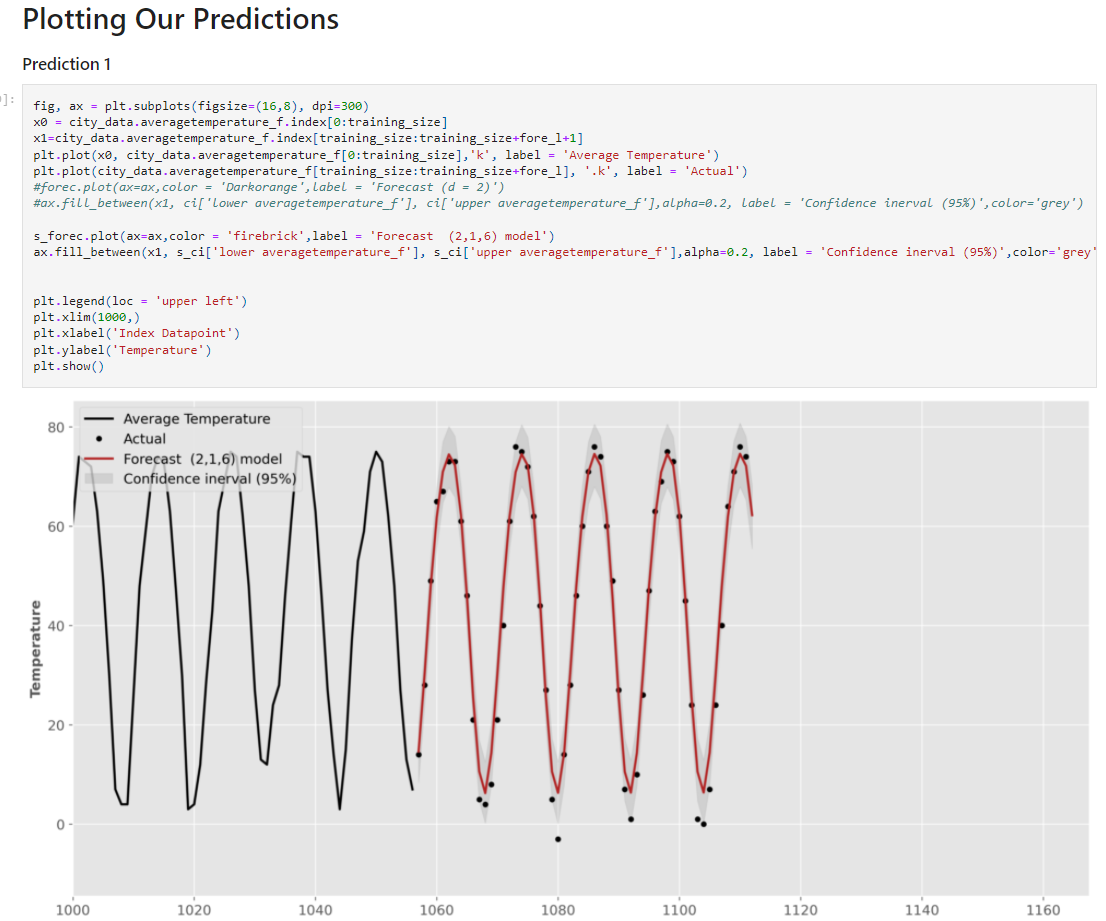 Plotting Our Predictions
Prediction 1
]:
fig, ax = plt.subplots(figsize=(16,8), dpi=300)
x0 = city_data.averagetemperature_f.index[0:training_size]
x1=city_data.averagetemperature_f.index[training_size:training_size+fore_l+1]
plt.plot(x0, city_data.averagetemperature_f[0:training_size],'k', label = 'Average Temperature')
plt.plot(city_data.averagetemperature_f[training_size:training_size+fore_l], '.k', label = 'Actual')
#forec.plot(ax=ax,color = 'Darkorange',label = 'Forecast (d = 2)')
#ax.fill_between(x1, ci['lower averagetemperature_f'], ci['upper averagetemperature_f'],alpha=0.2, label = 'Confidence inerval (95%)',color='grey')
s_forec.plot(ax=ax,color = 'firebrick',label = 'Forecast  (2,1,6) model')
ax.fill_between(x1, s_ci['lower averagetemperature_f'], s_ci['upper averagetemperature_f'],alpha=0.2, label = 'Confidence inerval (95%)',color='grey'
plt.legend(loc = 'upper left')
plt.xlim(1000,)
plt.xlabel('Index Datapoint')
plt.ylabel('Temperature')
plt.show()
Average Temperature
Actual
Forecast  (2,1,6) model
Confidence inerval (95%)
80
60
40
20
0
Temperature
1000 1020 1040 1060 1080 1100 1120 1140 1160